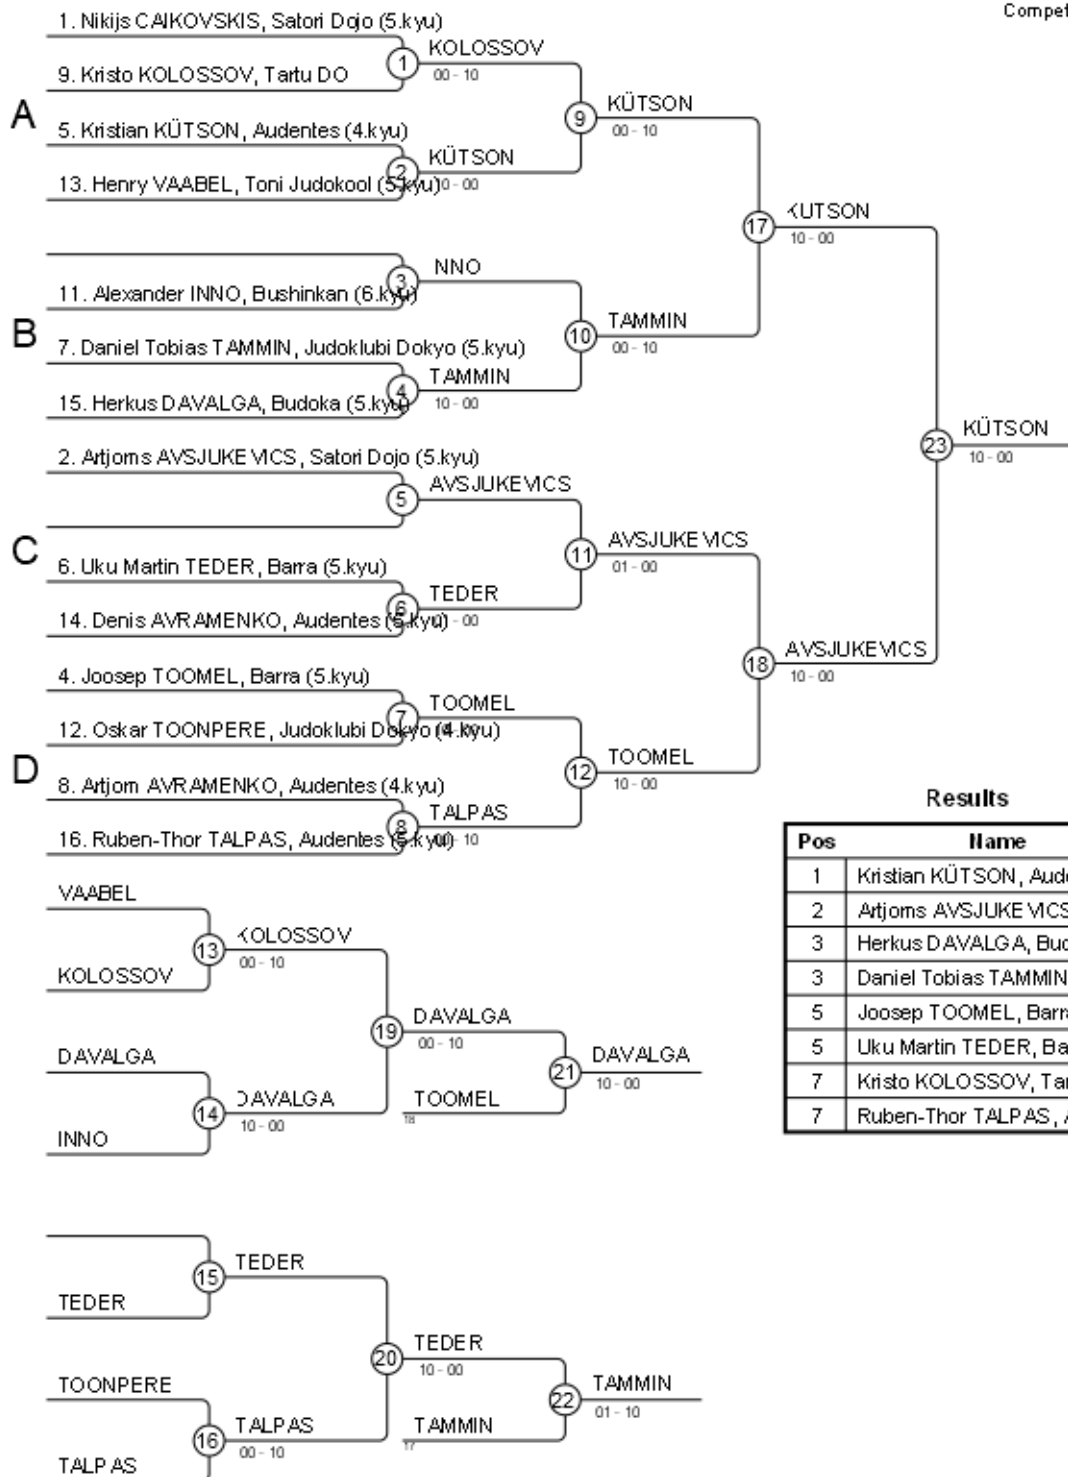 Compet
1. Nikijs CAIKOVSKIS, Satori Dojo (5.kyu)
KOLOSSOV
1
00 - 10
9. Kristo KOLOSSOV, Tartu DO
A
KÜTSON
9
00 - 10
5. Kristian KÜTSON, Audentes (4.kyu)
KÜTSON
2
13. Henry VAABEL, Toni Judokool (5.kyu)
KUTSON
17
10 - 00
NNO
3
11. Alexander INNO, Bushinkan (6.kyu)
B
TAMMIN
10
00 - 10
7. Daniel Tobias TAMMIN, Judoklubi Dokyo (5.kyu)
TAMMIN
4
10 - 00
15. Herkus DAVALGA, Budoka (5.kyu)
KÜTSON
23
10 - 00
2. Artjoms AVSJUKEVICS, Satori Dojo (5.kyu)
AVSJUKEVICS
5
C
AVSJUKEVICS
11
01 - 00
6. Uku Martin TEDER, Barra (5.kyu)
TEDER
6
14. Denis AVRAMENKO, Audentes (5.kyu)
AVSJUKEVICS
18
10 - 00
4. Joosep TOOMEL, Barra (5.kyu)
TOOMEL
7
12. Oskar TOONPERE, Judoklubi Dokyo (4.kyu)
D
TOOMEL
12
10 - 00
8. Artjom AVRAMENKO, Audentes (4.kyu)
TALPAS
8
16. Ruben-Thor TALPAS, Audentes (5.kyu)
Results
Pos Name
1 Kristian KÜTSON, Aud
2 Artjoms AVSJUKEVICS
3 Herkus DAVALGA, Bud
3 Daniel Tobias TAMMIN
5 Joosep TOOMEL, Barr
5 Uku Martin TEDER, Ba
7 Kristo KOLOSSOV, Tar
7 Ruben-Thor TALPAS, A
VAABEL
KOLOSSOV
13
00 - 10
KOLOSSOV
DAVALGA
19
00 - 10
DAVALGA
DAVALGA
14
10 - 00
INNO
TOOMEL
18
DAVALGA
21
10 - 00
TEDER
15
TEDER
TEDER
20
10 - 00
TOONPERE
TALPAS
16
00 - 10
TALPAS
TAMMIN
17
TAMMIN
22
01 - 10